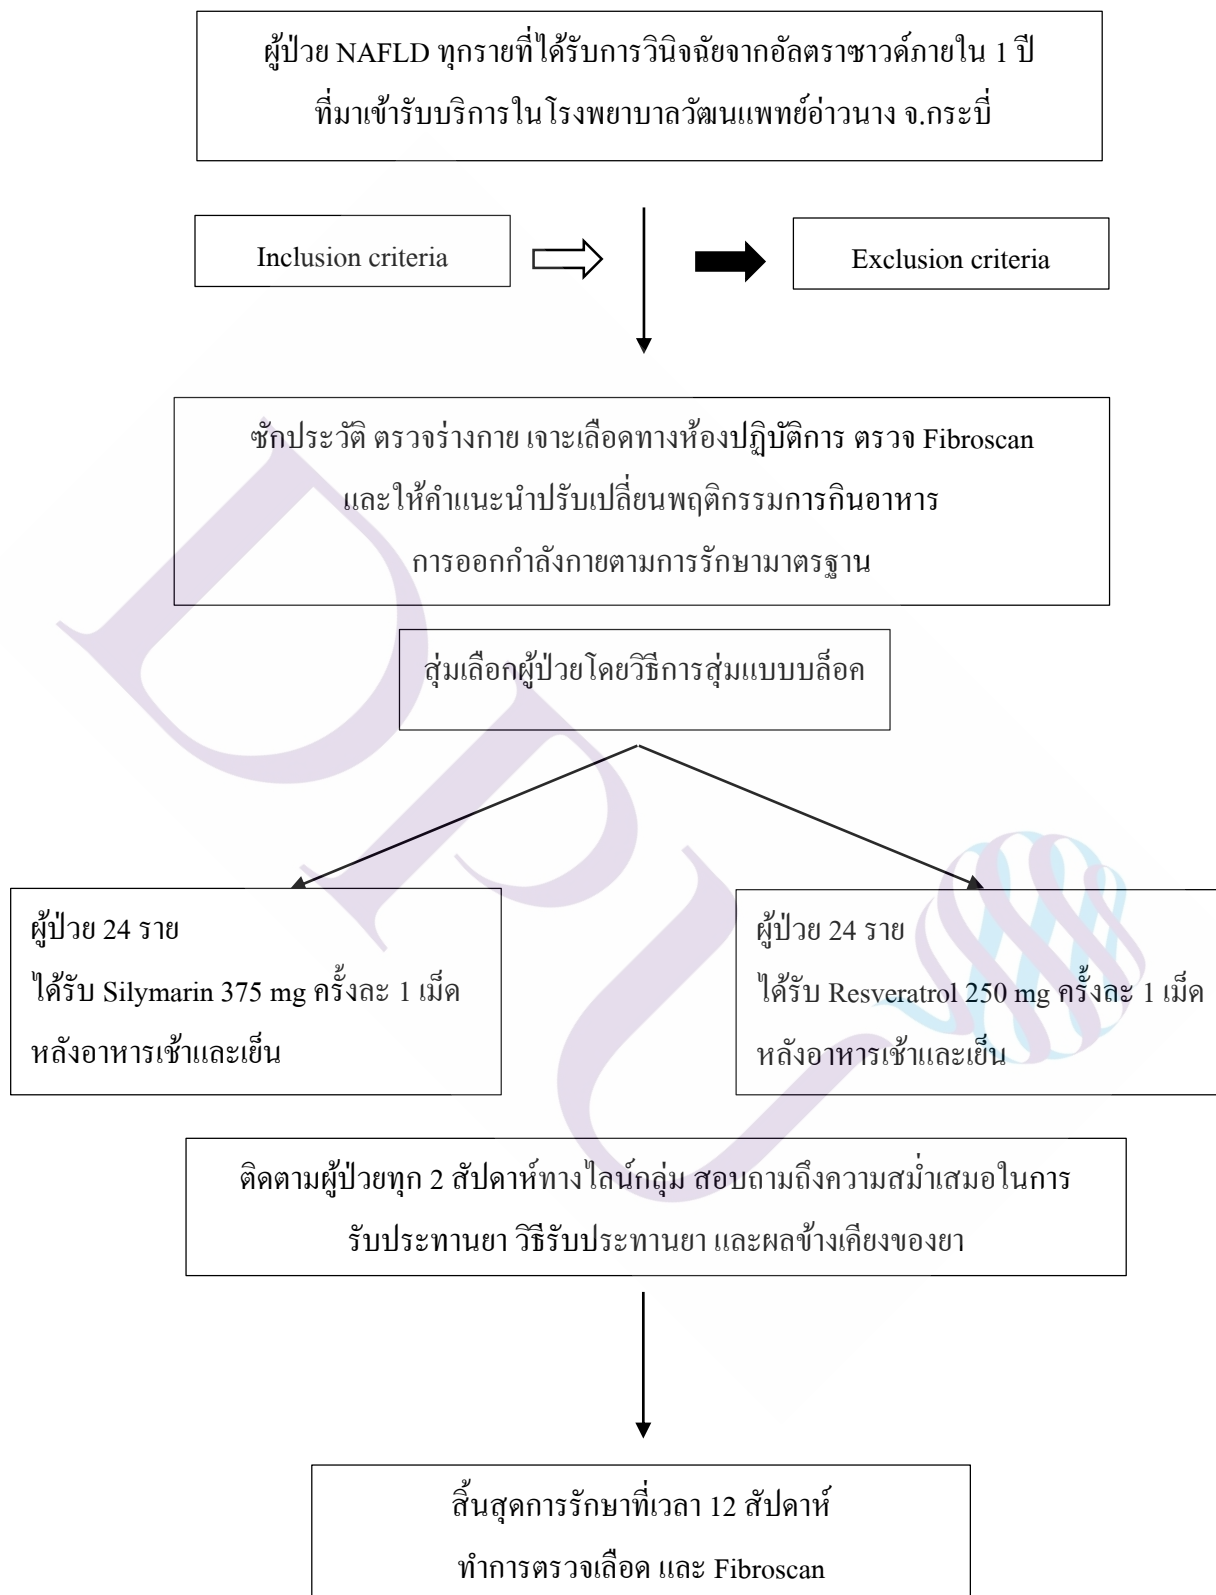 ผู้ป่วย NAFLD ทุกรายที่ได้รับการวินิจฉัยจากอัลตราซาวด์ภายใน 1 ปี
ที่มาเข้ารับบริการในโรงพยาบาลวัฒนแพทย์อ่าวนาง จ.กระบี่
Inclusion criteria
Exclusion criteria
ซักประวัติ ตรวจร่างกาย เจาะเลือดทางห้องปฏิบัติการ ตรวจ Fibroscan
และให้คำแนะนำปรับเปลี่ยนพฤติกรรมการกินอาหาร
การออกกำลังกายตามการรักษามาตรฐาน
สุ่มเลือกผู้ป่วยโดยวิธีการสุ่มแบบบล็อค
ผู้ป่วย 24 ราย
ได้รับ Silymarin 375 mg ครั้งละ 1 เม็ด
หลังอาหารเช้าและเย็น
ผู้ป่วย 24 ราย
ได้รับ Resveratrol 250 mg ครั้งละ 1 เม็ด
หลังอาหารเช้าและเย็น
ติดตามผู้ป่วยทุก 2 สัปดาห์ทางไลน์กลุ่ม สอบถามถึงความสม่ำเสมอในการ
รับประทานยา วิธีรับประทานยา และผลข้างเคียงของยา
สิ้นสุดการรักษาที่เวลา 12 สัปดาห์
ทำการตรวจเลือด และ Fibroscan
DPU